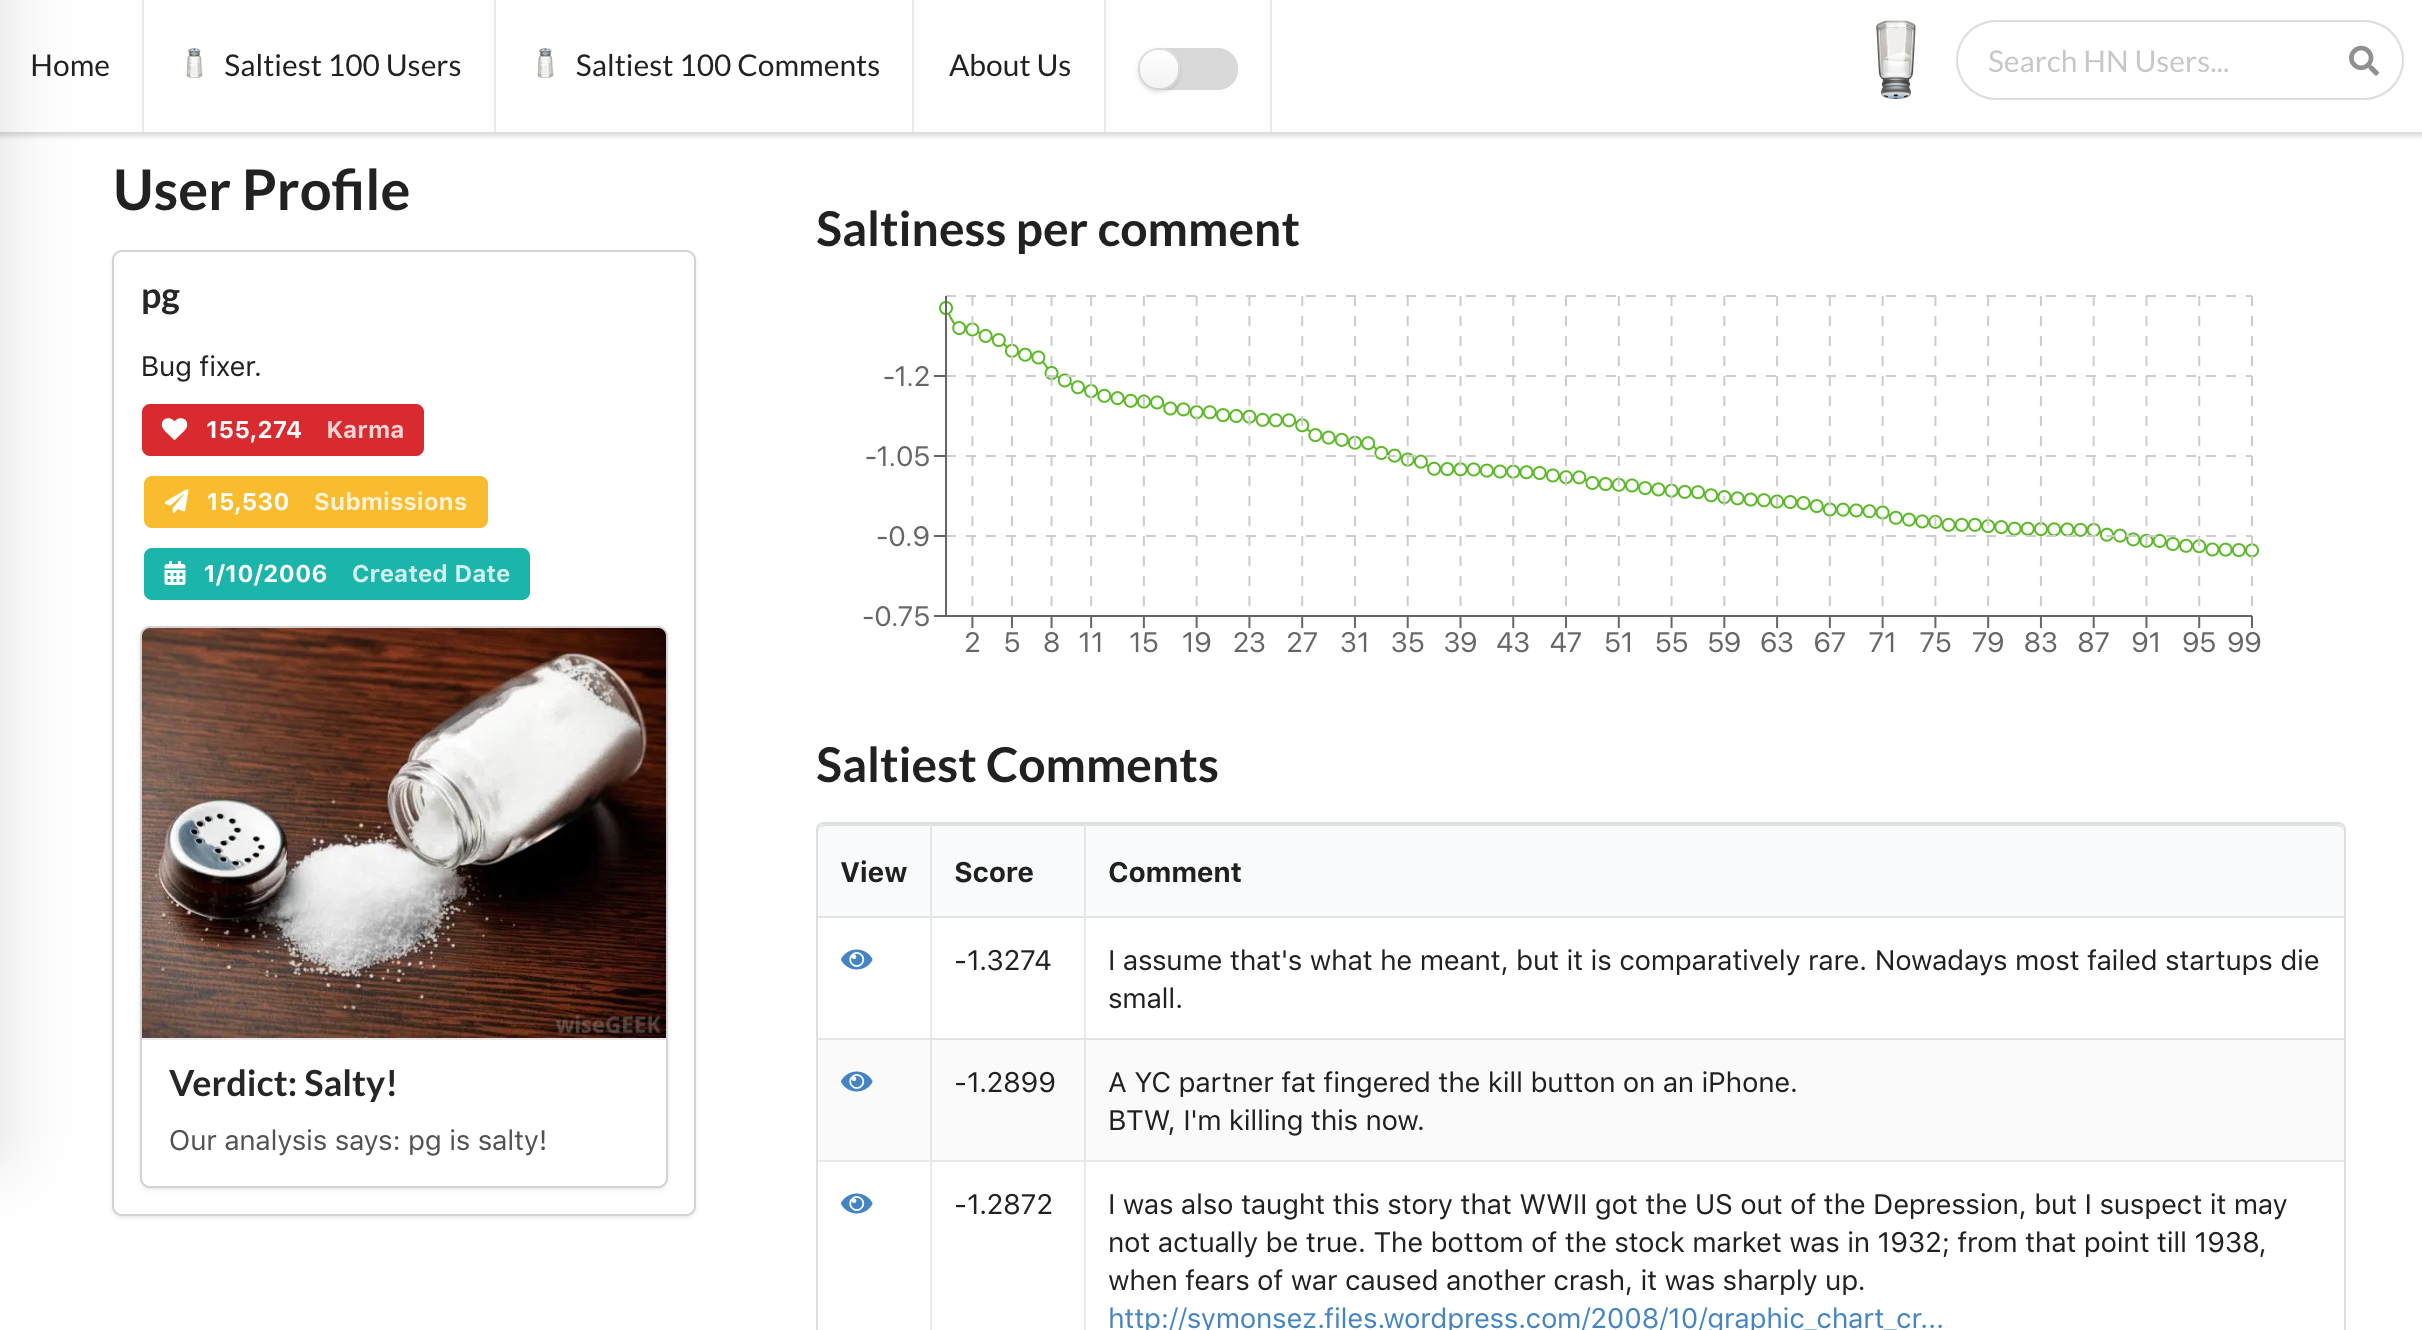 Home
Saltiest 100 Users
Saltiest 100 Comments
About Us
Search HN Users...
User Profile
pg
Bug fixer.
155,274 Karma
15,530 Submissions
1/10/2006 Created Date
wiseGEEK
Verdict: Salty!
Our analysis says: pg is salty!
Saltiness per comment
-1.2
-1.05
-0.9
-0.75
2 5 8 11 15 19 23 27 31 35 39 43 47 51 55 59 63 67 71 75 79 83 87 91 95 99
Saltiest Comments
View Score Comment
-1.3274 I assume that's what he meant, but it is comparatively rare. Nowadays most failed startups die
small.
-1.2899 A YC partner fat fingered the kill button on an iPhone.
BTW, I'm killing this now.
-1.2872 I was also taught this story that WWII got the US out of the Depression, but I suspect it may
not actually be true. The bottom of the stock market was in 1932; from that point till 1938,
when fears of war caused another crash, it was sharply up.
http://symonsez.files.wordpress.com/2008/10/graphic_chart_cr...